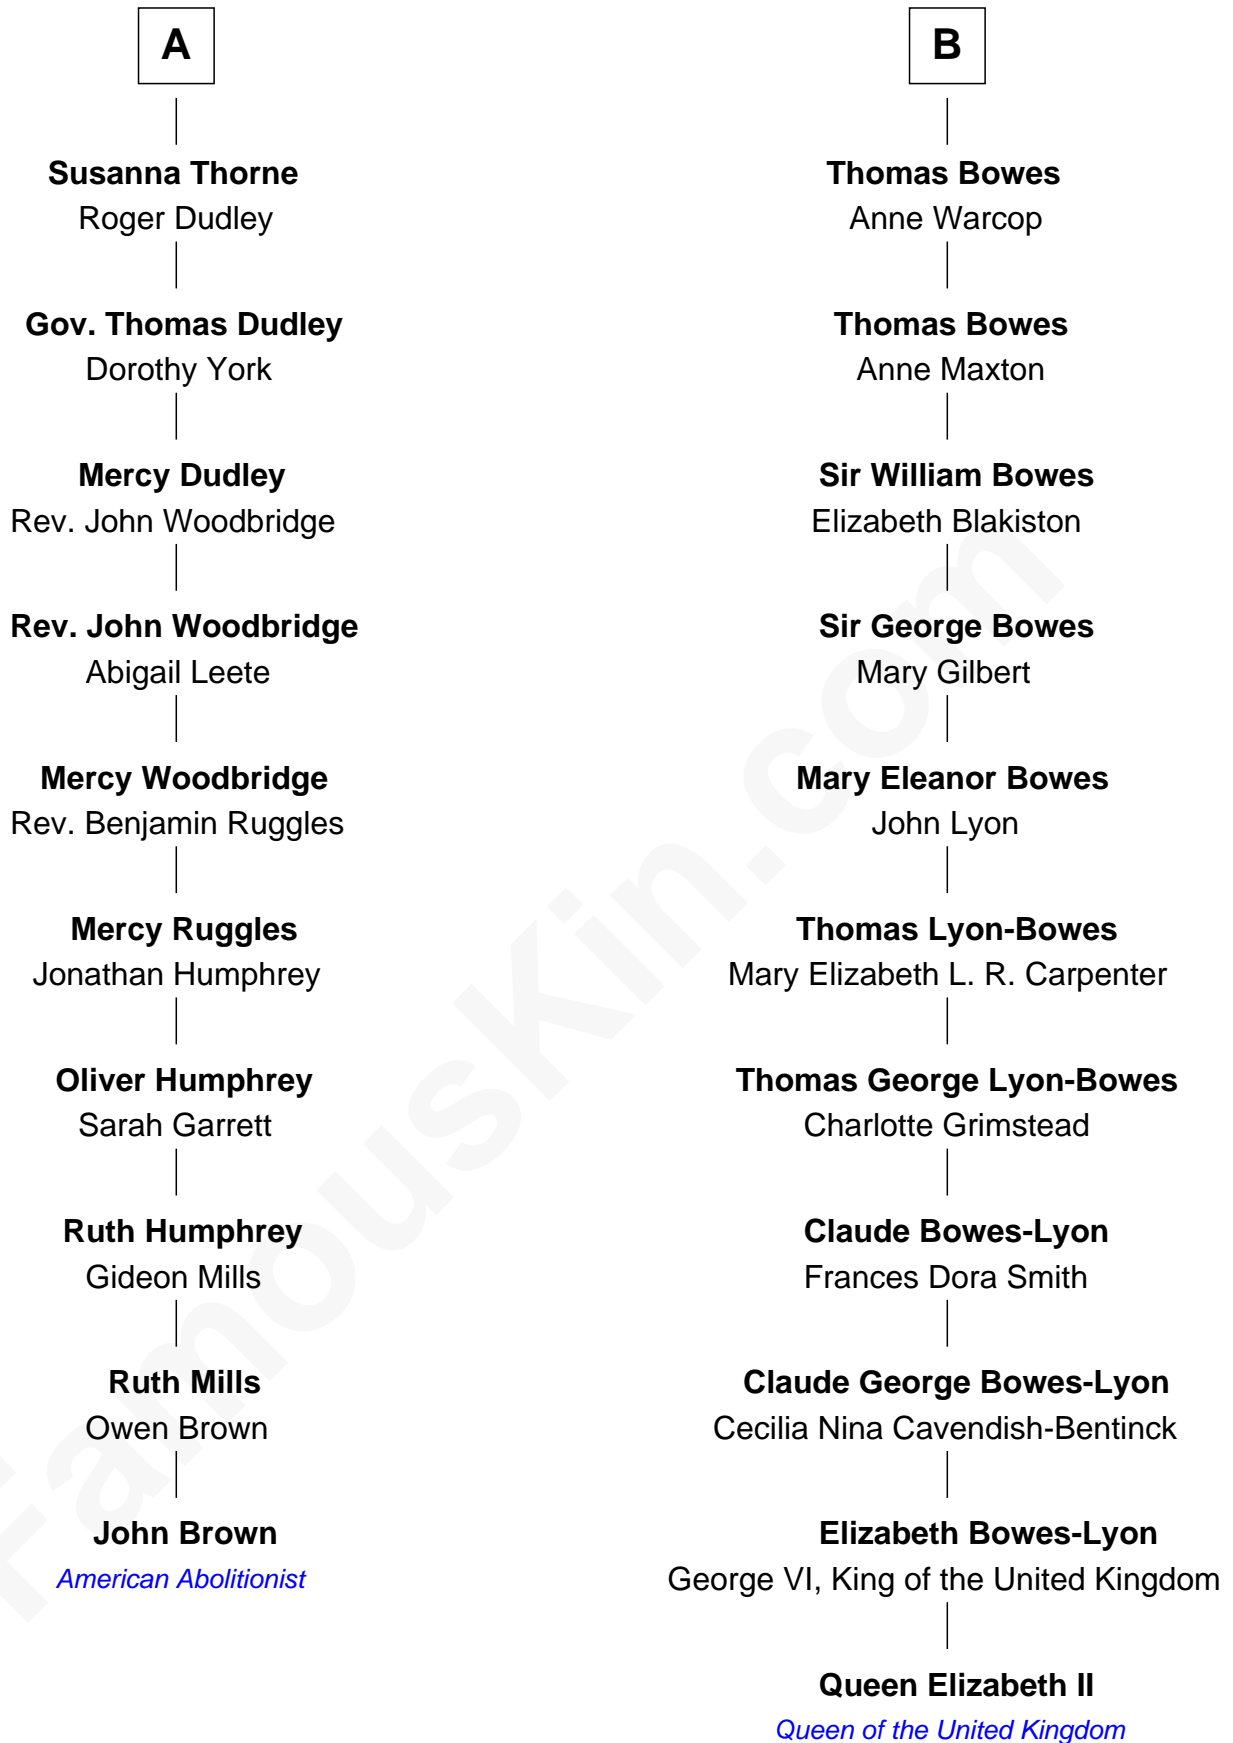 A
Susanna Thorne
Roger Dudley
Gov. Thomas Dudley
Dorothy York
Mercy Dudley
Rev. John Woodbridge
Rev. John Woodbridge
Abigail Leete
Mercy Woodbridge
Rev. Benjamin Ruggles
Mercy Ruggles
Jonathan Humphrey
Oliver Humphrey
Sarah Garrett
Ruth Humphrey
Gideon Mills
Ruth Mills
Owen Brown
John Brown
American Abolitionist
B
Thomas Bowes
Anne Warcop
Thomas Bowes
Anne Maxton
Sir William Bowes
Elizabeth Blakiston
Sir George Bowes
Mary Gilbert
Mary Eleanor Bowes
John Lyon
Thomas Lyon-Bowes
Mary Elizabeth L. R. Carpenter
Thomas George Lyon-Bowes
Charlotte Grimstead
Claude Bowes-Lyon
Frances Dora Smith
Claude George Bowes-Lyon
Cecilia Nina Cavendish-Bentinck
Elizabeth Bowes-Lyon
George VI, King of the United Kingdom
Queen Elizabeth II
Queen of the United Kingdom
FamousKin.com